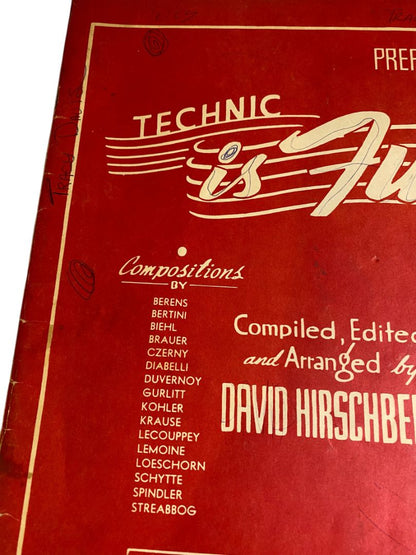 PREP
TECHNIC
is Fu
Compositions
BY
BERENS
BERTINI
BIEHL
BRAUER
CZERNY
DIABELLI
DUVERNOY
GURLITT
KOHLER
KRAUSE
LECOUPPEY
LEMOINE
LOESCHORN
SCHYTTE
SPINDLER
STREABBOG
Compiled, Edited
and Arranged by
DAVID HIRSCHBE